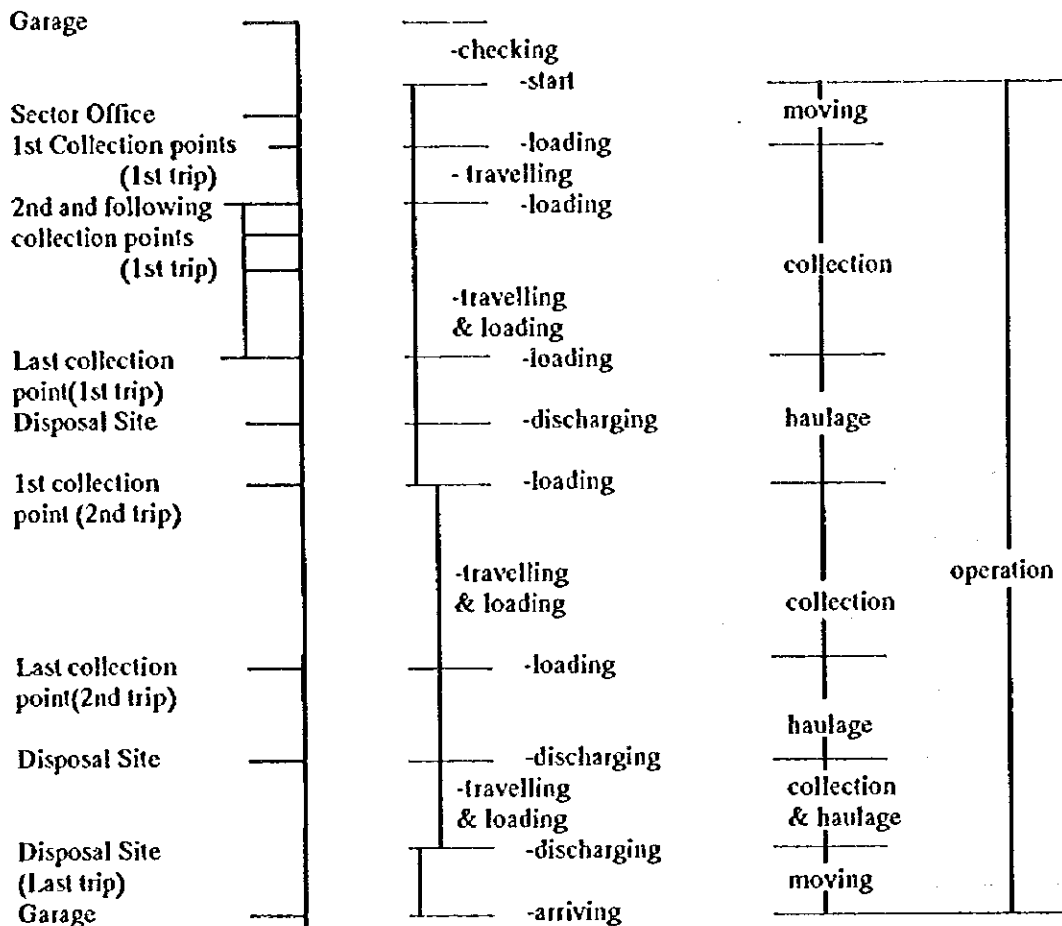 Garage
-checking
-start
Sector Office
moving
1st Collection points
-loading
(1st trip)
- travelling
2nd and following
-loading
collection points
(1st trip)
collection
-travelling
& loading
Last collection
-loading
point(1st trip)
Disposal Site
-discharging
haulage
1st collection
-loading
point (2nd trip)
-travelling
operation
& loading
collection
Last collection
-loading
point(2nd trip)
haulage
Disposal Site
-discharging
-travelling
collection
& loading
& haulage
Disposal Site
-discharging
(Last trip)
moving
Garage
-arriving